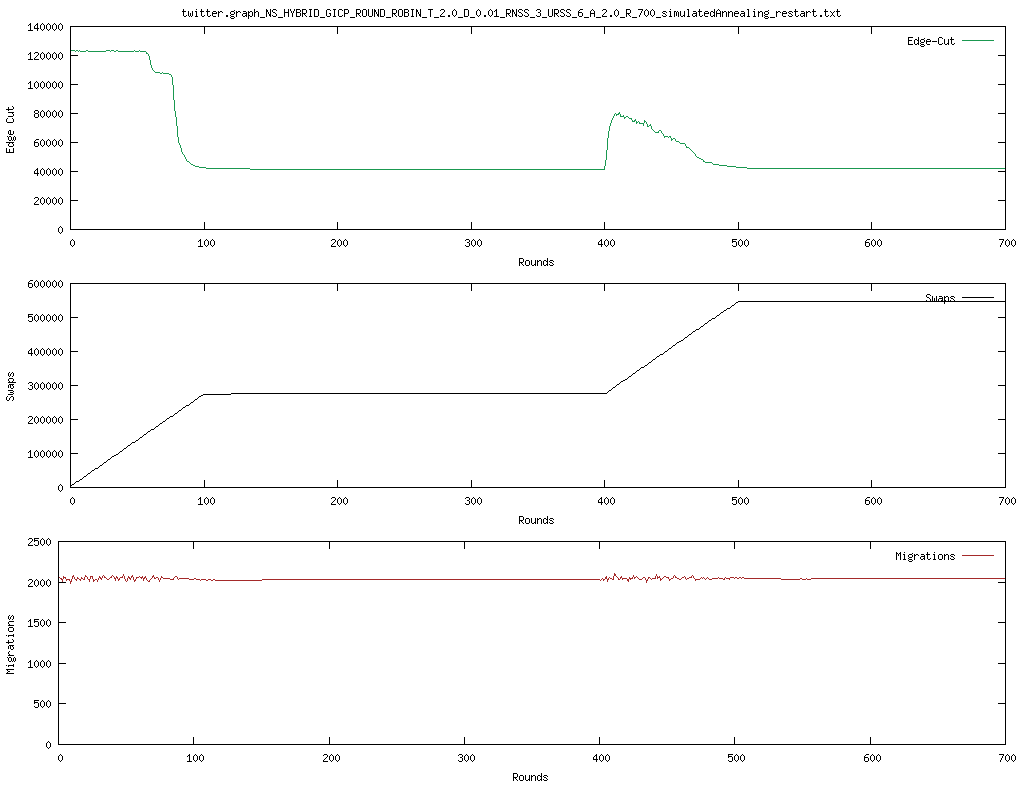 twitter.graph_NS_HYBRID_GICP_ROUND_ROBIN_T_2.0_D_0.01_RNSS_3_URSS_6_A_2.0_R_700_simulatedAnnealing_restart.txt
140000
Edge-Cut
120000
100000
80000
60000
40000
20000
0
Edge Cut
0 100 200 300 400 500 600 700
Rounds
600000
Swaps
500000
400000
300000
200000
100000
0
Swaps
0 100 200 300 400 500 600 700
Rounds
2500
Migrations
2000
1500
1000
500
0
Migrations
0 100 200 300 400 500 600 700
Rounds